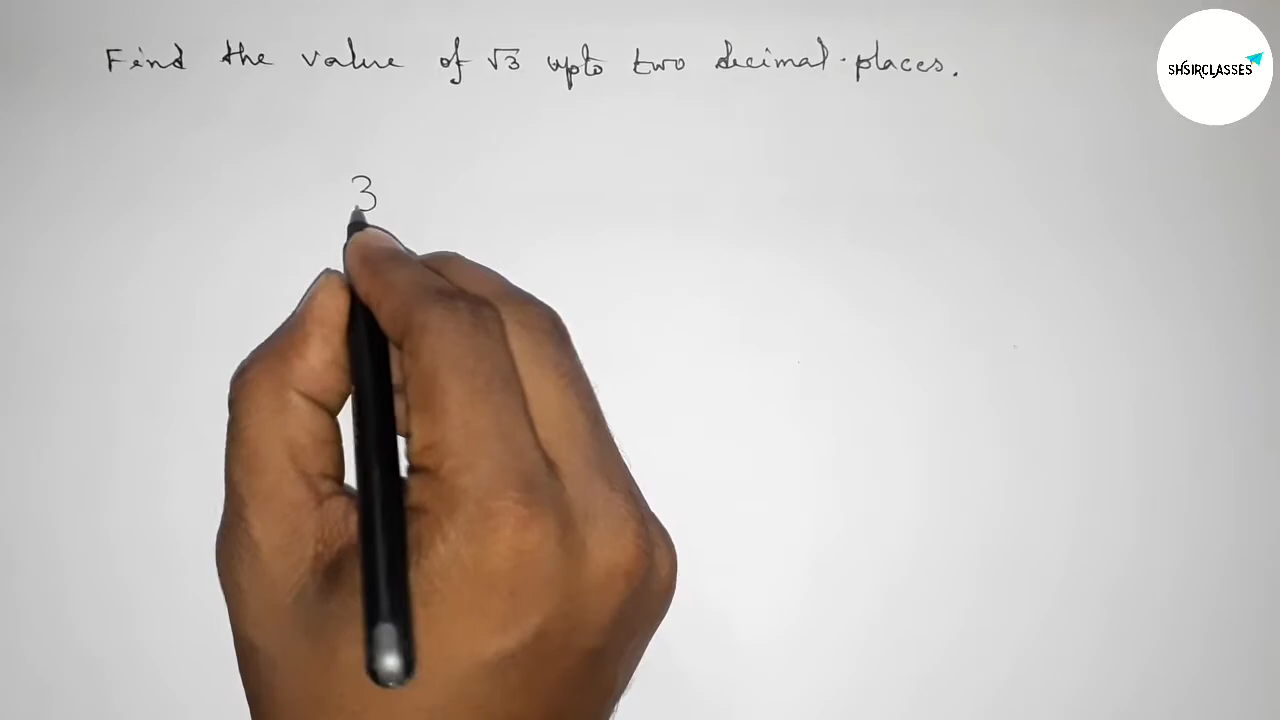 Find the value of √3 upto two decimal places.
SHSIRCLASSES
3